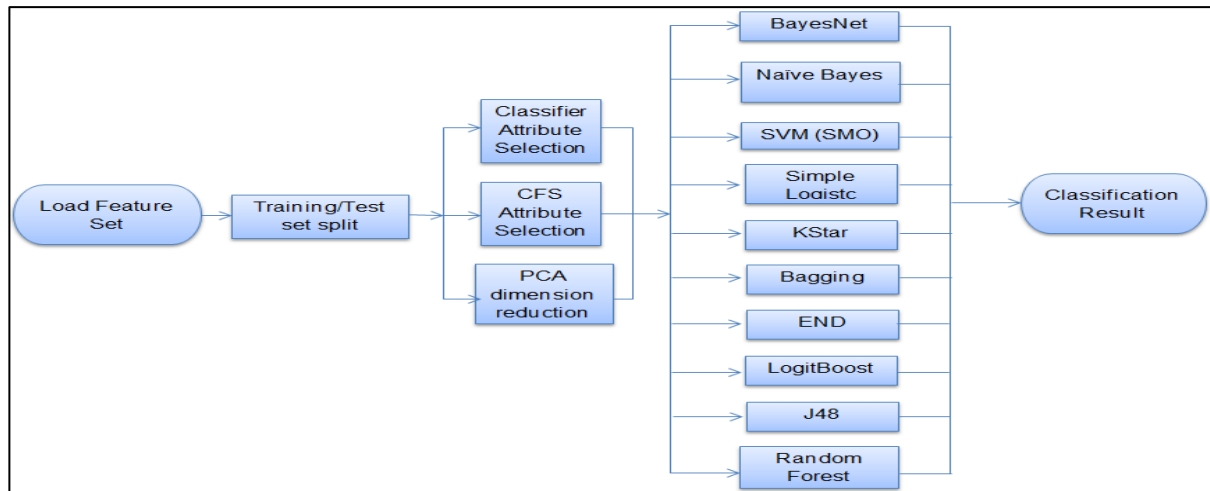 Load Feature
Set
Training/Test
set split
Classifier
Attribute
Selection
CFS
Attribute
Selection
PCA
dimension
reduction
BayesNet
Naïve Bayes
SVM (SMO)
Simple
Logistc
KStar
Bagging
END
LogitBoost
J48
Random
Forest
Classification
Result